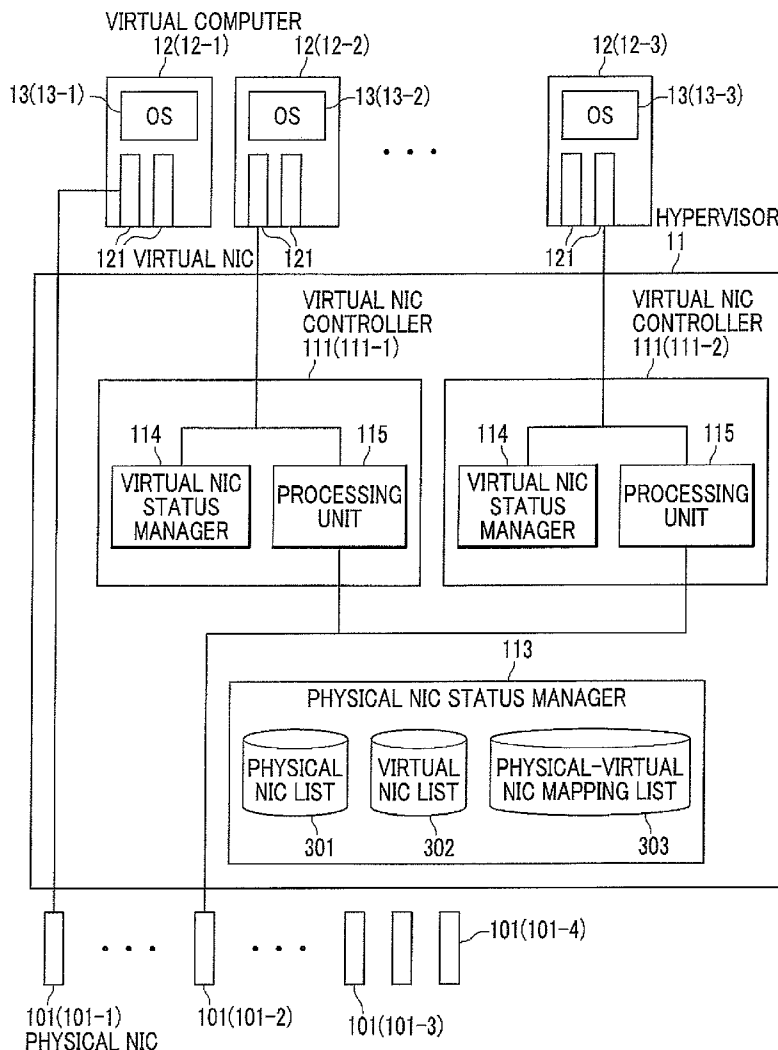 VIRTUAL COMPUTER
12(12-1)
12(12-2)
12(12-3)
13(13-1)
OS
13(13-2)
OS
13(13-3)
OS
• • •
121 VIRTUAL NIC
121
121
HYPERVISOR
11
VIRTUAL NIC
CONTROLLER
111(111-1)
VIRTUAL NIC
CONTROLLER
111(111-2)
114
115
VIRTUAL NIC
STATUS
MANAGER
PROCESSING
UNIT
114
115
VIRTUAL NIC
STATUS
MANAGER
PROCESSING
UNIT
113
PHYSICAL NIC STATUS MANAGER
PHYSICAL
NIC LIST
VIRTUAL
NIC LIST
PHYSICAL-VIRTUAL
NIC MAPPING LIST
301
302
303
• • •
• • •
101(101-4)
101(101-1)
PHYSICAL NIC
101(101-2)
101(101-3)